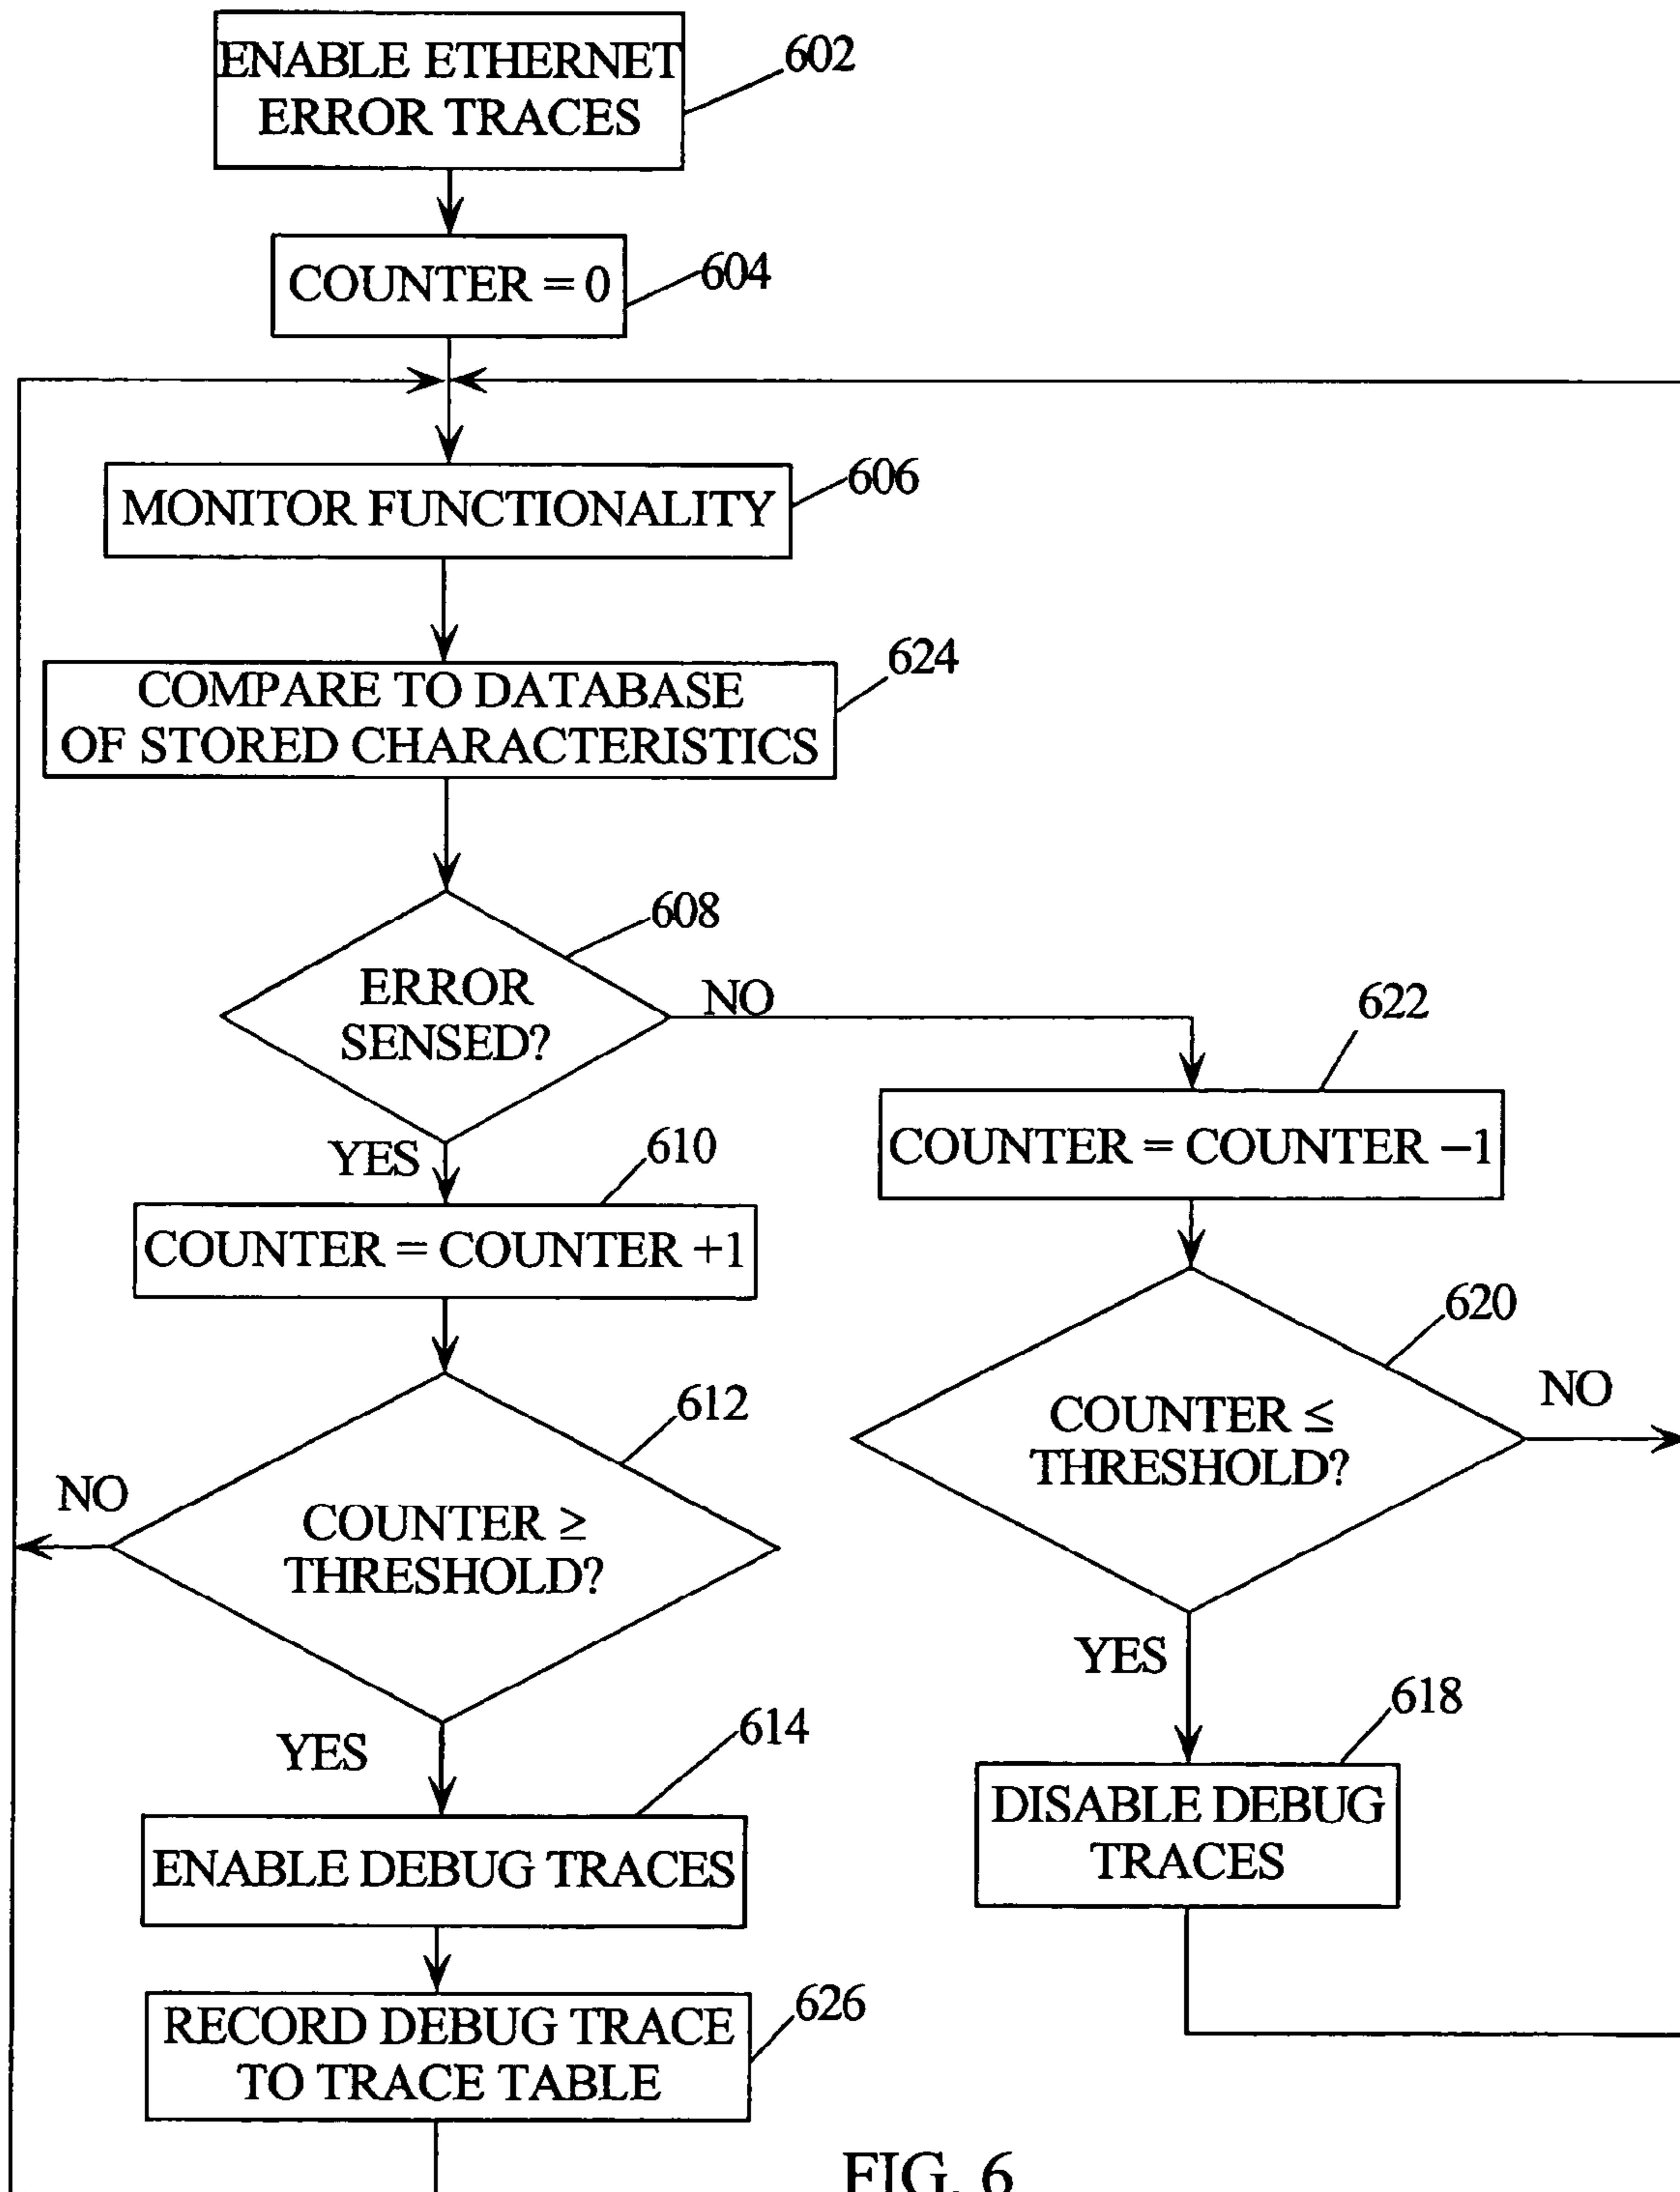 ENABLE ETHERNET
ERROR TRACES
602
COUNTER = 0
604
MONITOR FUNCTIONALITY
606
COMPARE TO DATABASE
OF STORED CHARACTERISTICS
624
ERROR
SENSED?
608
NO
YES
COUNTER = COUNTER –1
622
COUNTER = COUNTER +1
610
COUNTER ≤
THRESHOLD?
620
NO
YES
COUNTER ≥
THRESHOLD?
612
NO
YES
DISABLE DEBUG
TRACES
618
ENABLE DEBUG TRACES
614
RECORD DEBUG TRACE
TO TRACE TABLE
626
FIG. 6